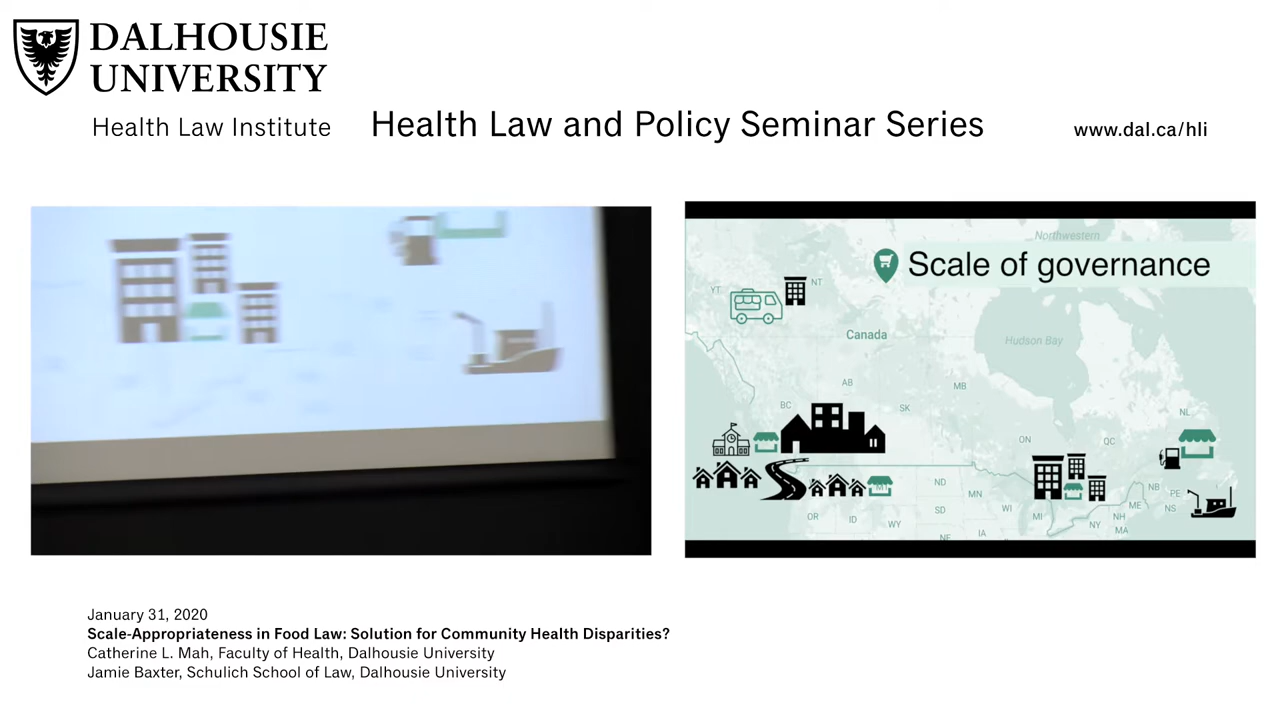 DALHOUSIE
UNIVERSITY
Health Law Institute
Health Law and Policy Seminar Series
www.dal.ca/hli
Northwestern
Scale of governance
YT
NT
Canada
Hudson Bay
AB
MB
BC
SK
NL
ON
QC
ND
MN
NB
PE
ME
NS
OR
ID
SD
WI
MI
NH
WY
NY
MA
NE
IA
January 31, 2020
Scale-Appropriateness in Food Law: Solution for Community Health Disparities?
Catherine L. Mah, Faculty of Health, Dalhousie University
Jamie Baxter, Schulich School of Law, Dalhousie University